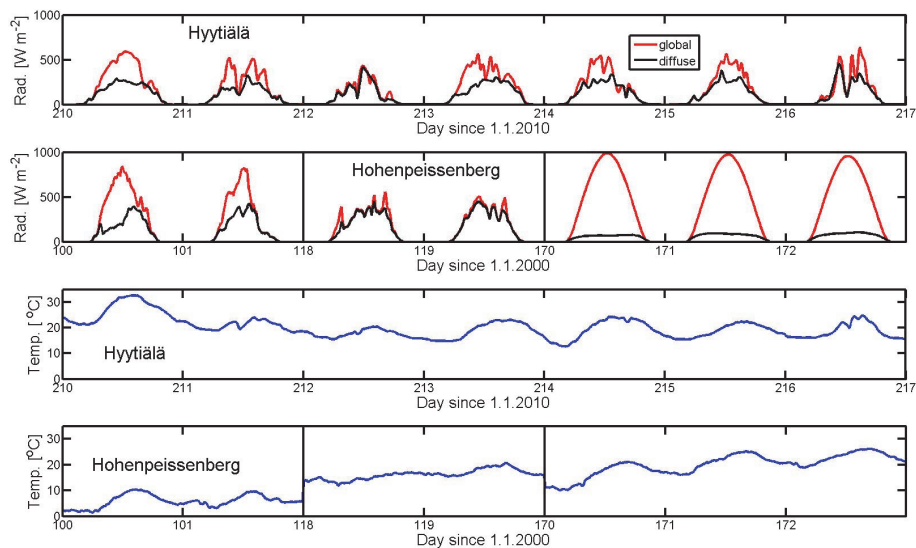 1000
500
0
Rad. [W m-2]
Hyytiälä
global
diffuse
210 211 212 213 214 215 216 217
Day since 1.1.2010
1000
500
0
Rad. [W m-2]
Hohenpeissenberg
100 101 118 119 170 171 172
Day since 1.1.2000
30
20
10
0
Temp. [ºC]
Hyytiälä
210 211 212 213 214 215 216 217
Day since 1.1.2010
30
20
10
0
Temp. [ºC]
Hohenpeissenberg
100 101 118 119 170 171 172
Day since 1.1.2000